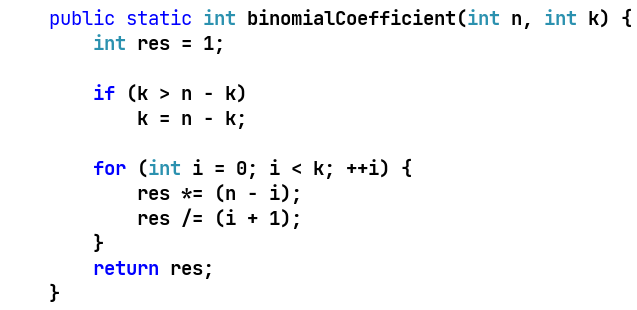 public static int binomialCoefficient(int n, int k) {
    int res = 1;

    if (k > n - k)
        k = n - k;

    for (int i = 0; i < k; ++i) {
        res *= (n - i);
        res /= (i + 1);
    }
    return res;
}